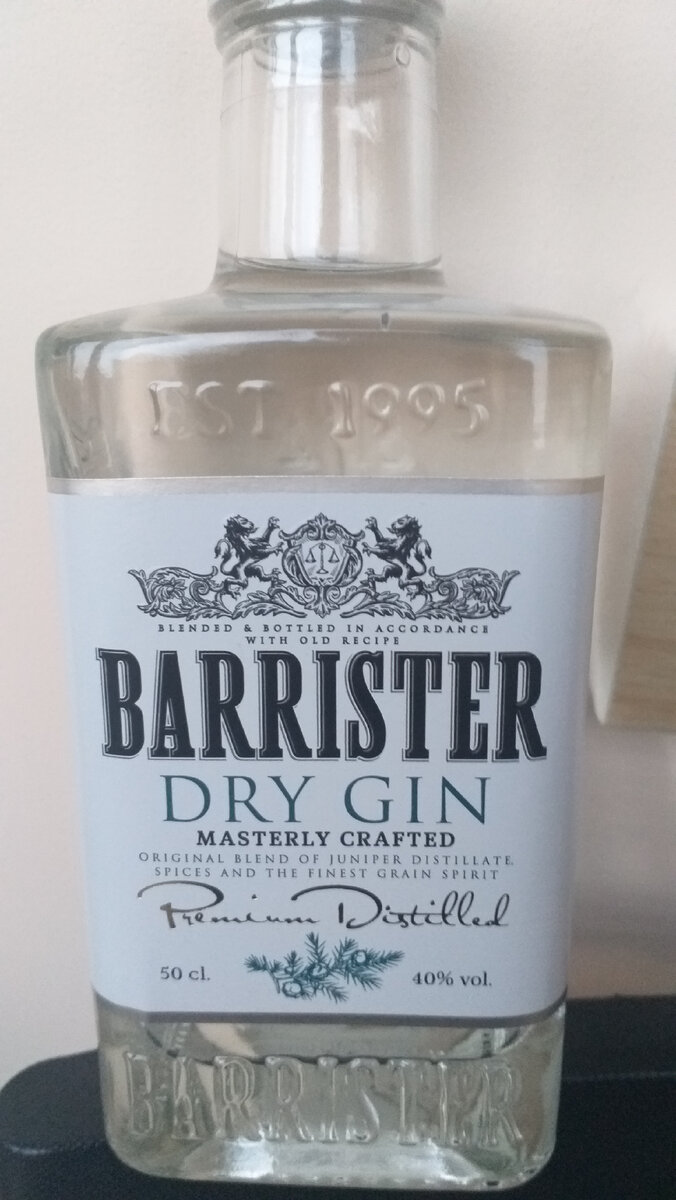 EST. 1995
BLENDED & BOTTLED IN ACCORDANCE
WITH OLD RECIPE
BARRISTER
DRY GIN
MASTERLY CRAFTED
ORIGINAL BLEND OF JUNIPER DISTILLATE,
SPICES AND THE FINEST GRAIN SPIRIT
Premium Distilled
50 cl. 40% vol.
BARRISTER